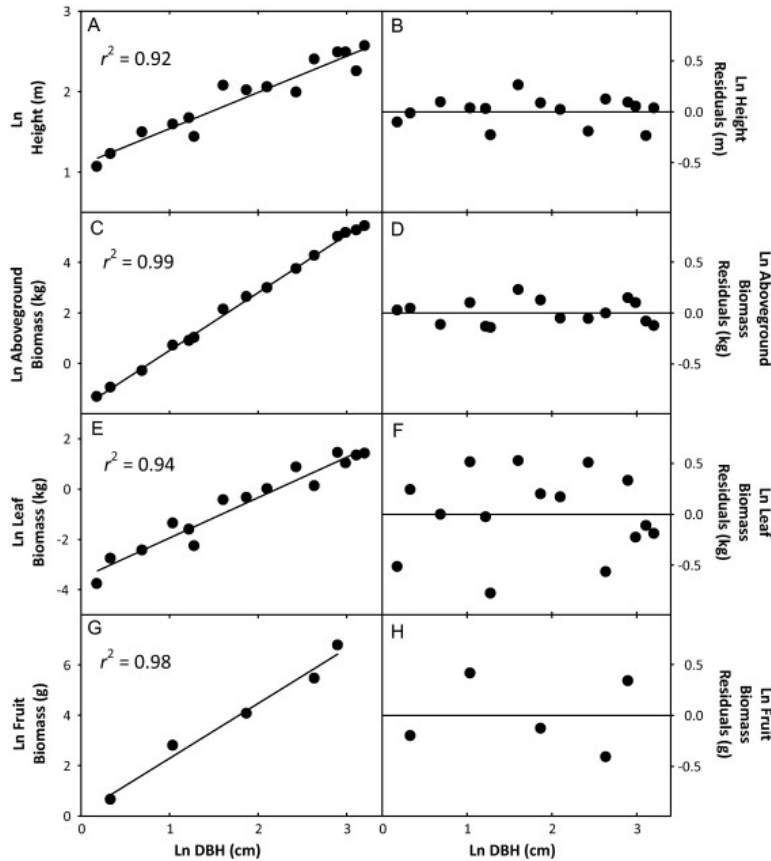 A
r² = 0.92
3
2
1
Ln
Height (m)
B
0.5
0.0
-0.5
Ln Height
Residuals (m)
C
r² = 0.99
4
2
0
Ln Aboveground
Biomass (kg)
D
0.5
0.0
-0.5
Ln Aboveground
Biomass
Residuals (kg)
E
r² = 0.94
2
0
-2
-4
Ln Leaf
Biomass (kg)
F
0.5
0.0
-0.5
Ln Leaf
Biomass
Residuals (kg)
G
r² = 0.98
6
4
2
0
Ln Fruit
Biomass (g)
H
0.5
0.0
-0.5
Ln Fruit
Biomass
Residuals (g)
0 1 2 3
Ln DBH (cm)
0 1 2 3
Ln DBH (cm)